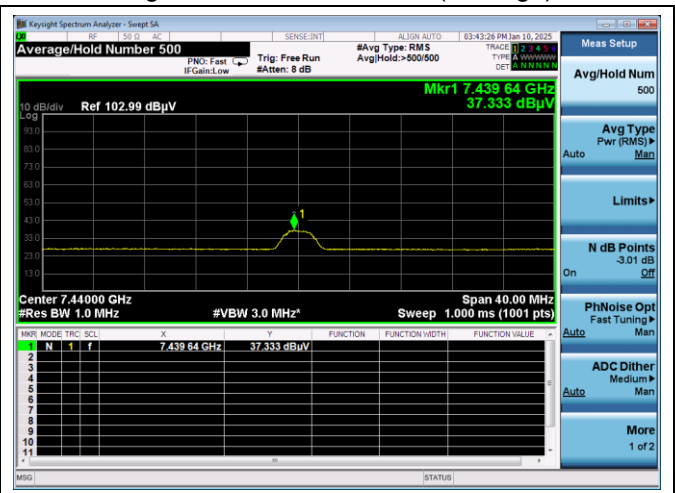 Keysight Spectrum Analyzer - Swept SA
LXI RF 50 Ω AC SENSE:INT ALIGN AUTO 03:43:26 PM Jan 10, 2025
Average/Hold Number 500
#Avg Type: RMS
TRACE 1 2 3 4 5 6
PNO: Fast Trig: Free Run Avg|Hold:>500/500
TYPE A WWWWW
IFGain:Low #Atten: 8 dB
DET A N N N N N
Mkr1 7.439 64 GHz
37.333 dBµV
10 dB/div Ref 102.99 dBµV
Log
93.0
83.0
73.0
63.0
53.0
43.0
33.0
23.0
13.0
1
Center 7.44000 GHz Span 40.00 MHz
#Res BW 1.0 MHz #VBW 3.0 MHz* Sweep 1.000 ms (1001 pts)
MKR MODE TRC SCL X Y FUNCTION FUNCTION WIDTH FUNCTION VALUE
1 N 1 f 7.439 64 GHz 37.333 dBµV
2
3
4
5
6
7
8
9
10
11
MSG STATUS
Meas Setup
Avg/Hold Num
500
Avg Type
Pwr (RMS)
Auto Man
Limits
N dB Points
-3.01 dB
On Off
PhNoise Opt
Fast Tuning
Auto Man
ADC Dither
Medium
Auto Man
More
1 of 2